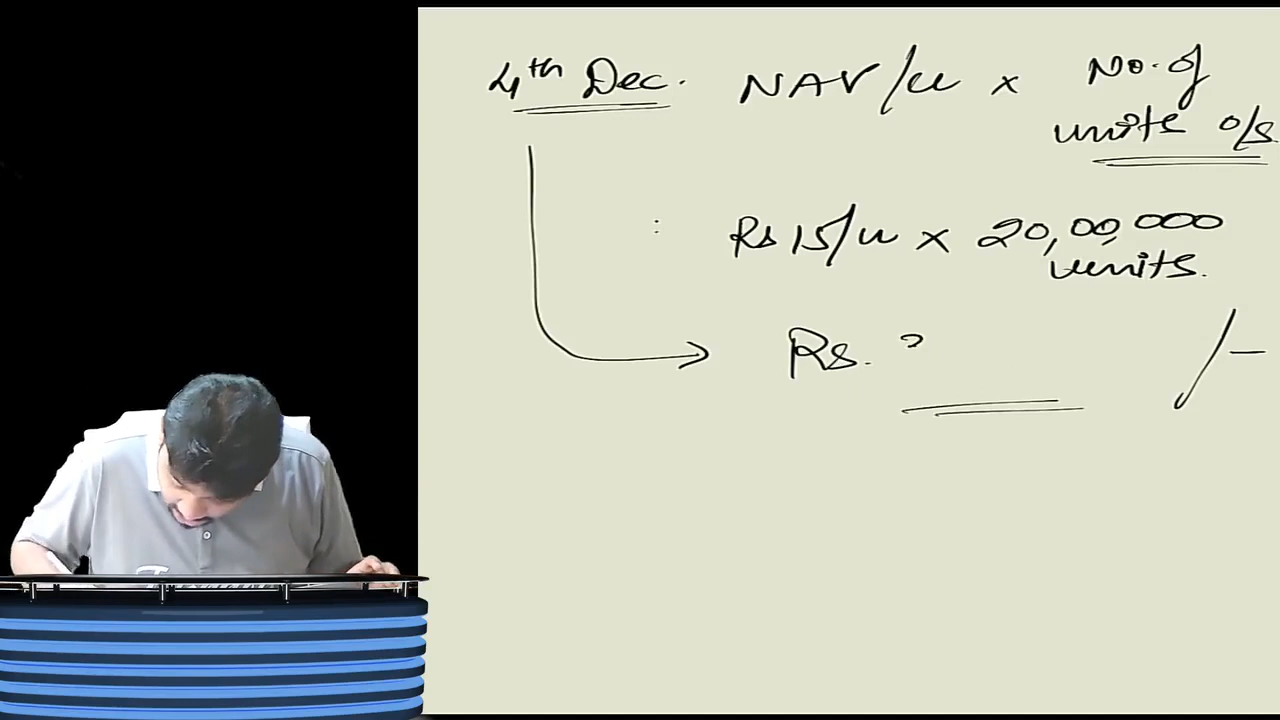 4th Dec. NAV/u × No. of
units o/s.
: Rs 15/u × 20,00,000
units.
Rs. ? /-